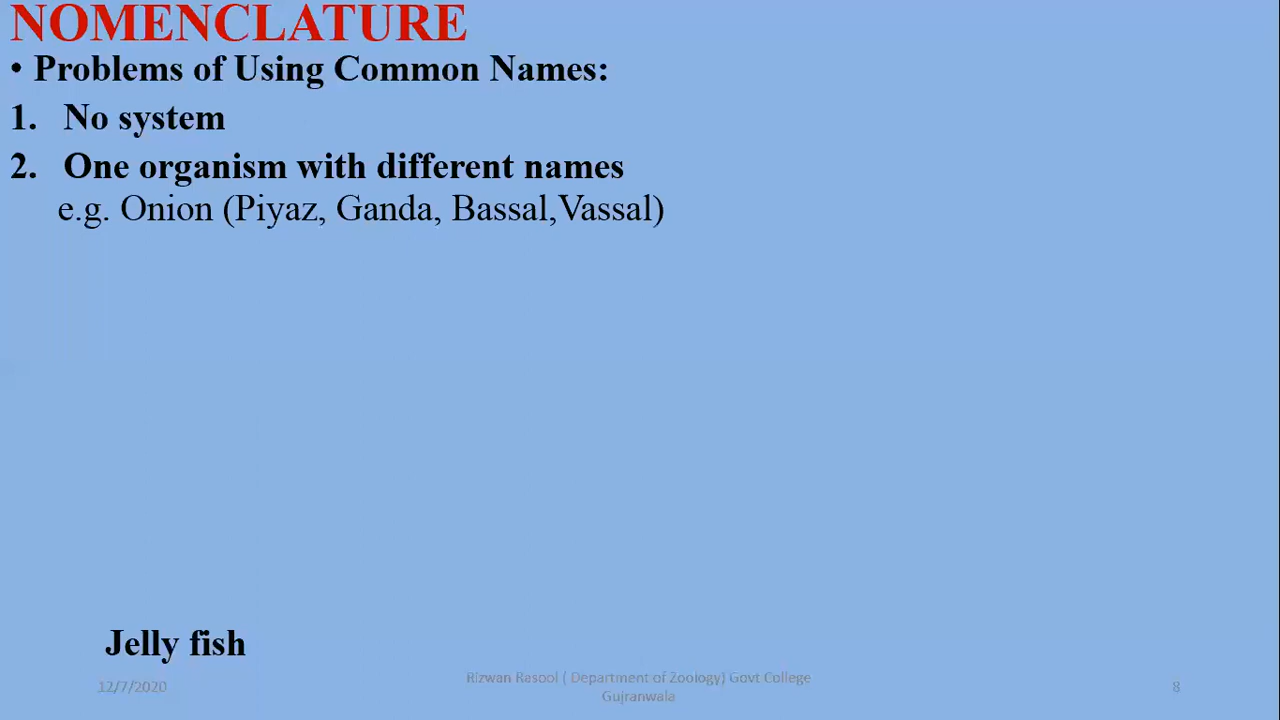 NOMENCLATURE
• Problems of Using Common Names:
1. No system
2. One organism with different names
e.g. Onion (Piyaz, Ganda, Bassal,Vassal)
Jelly fish
12/7/2020
Rizwan Rasool ( Department of Zoology) Govt College
Gujranwala
8